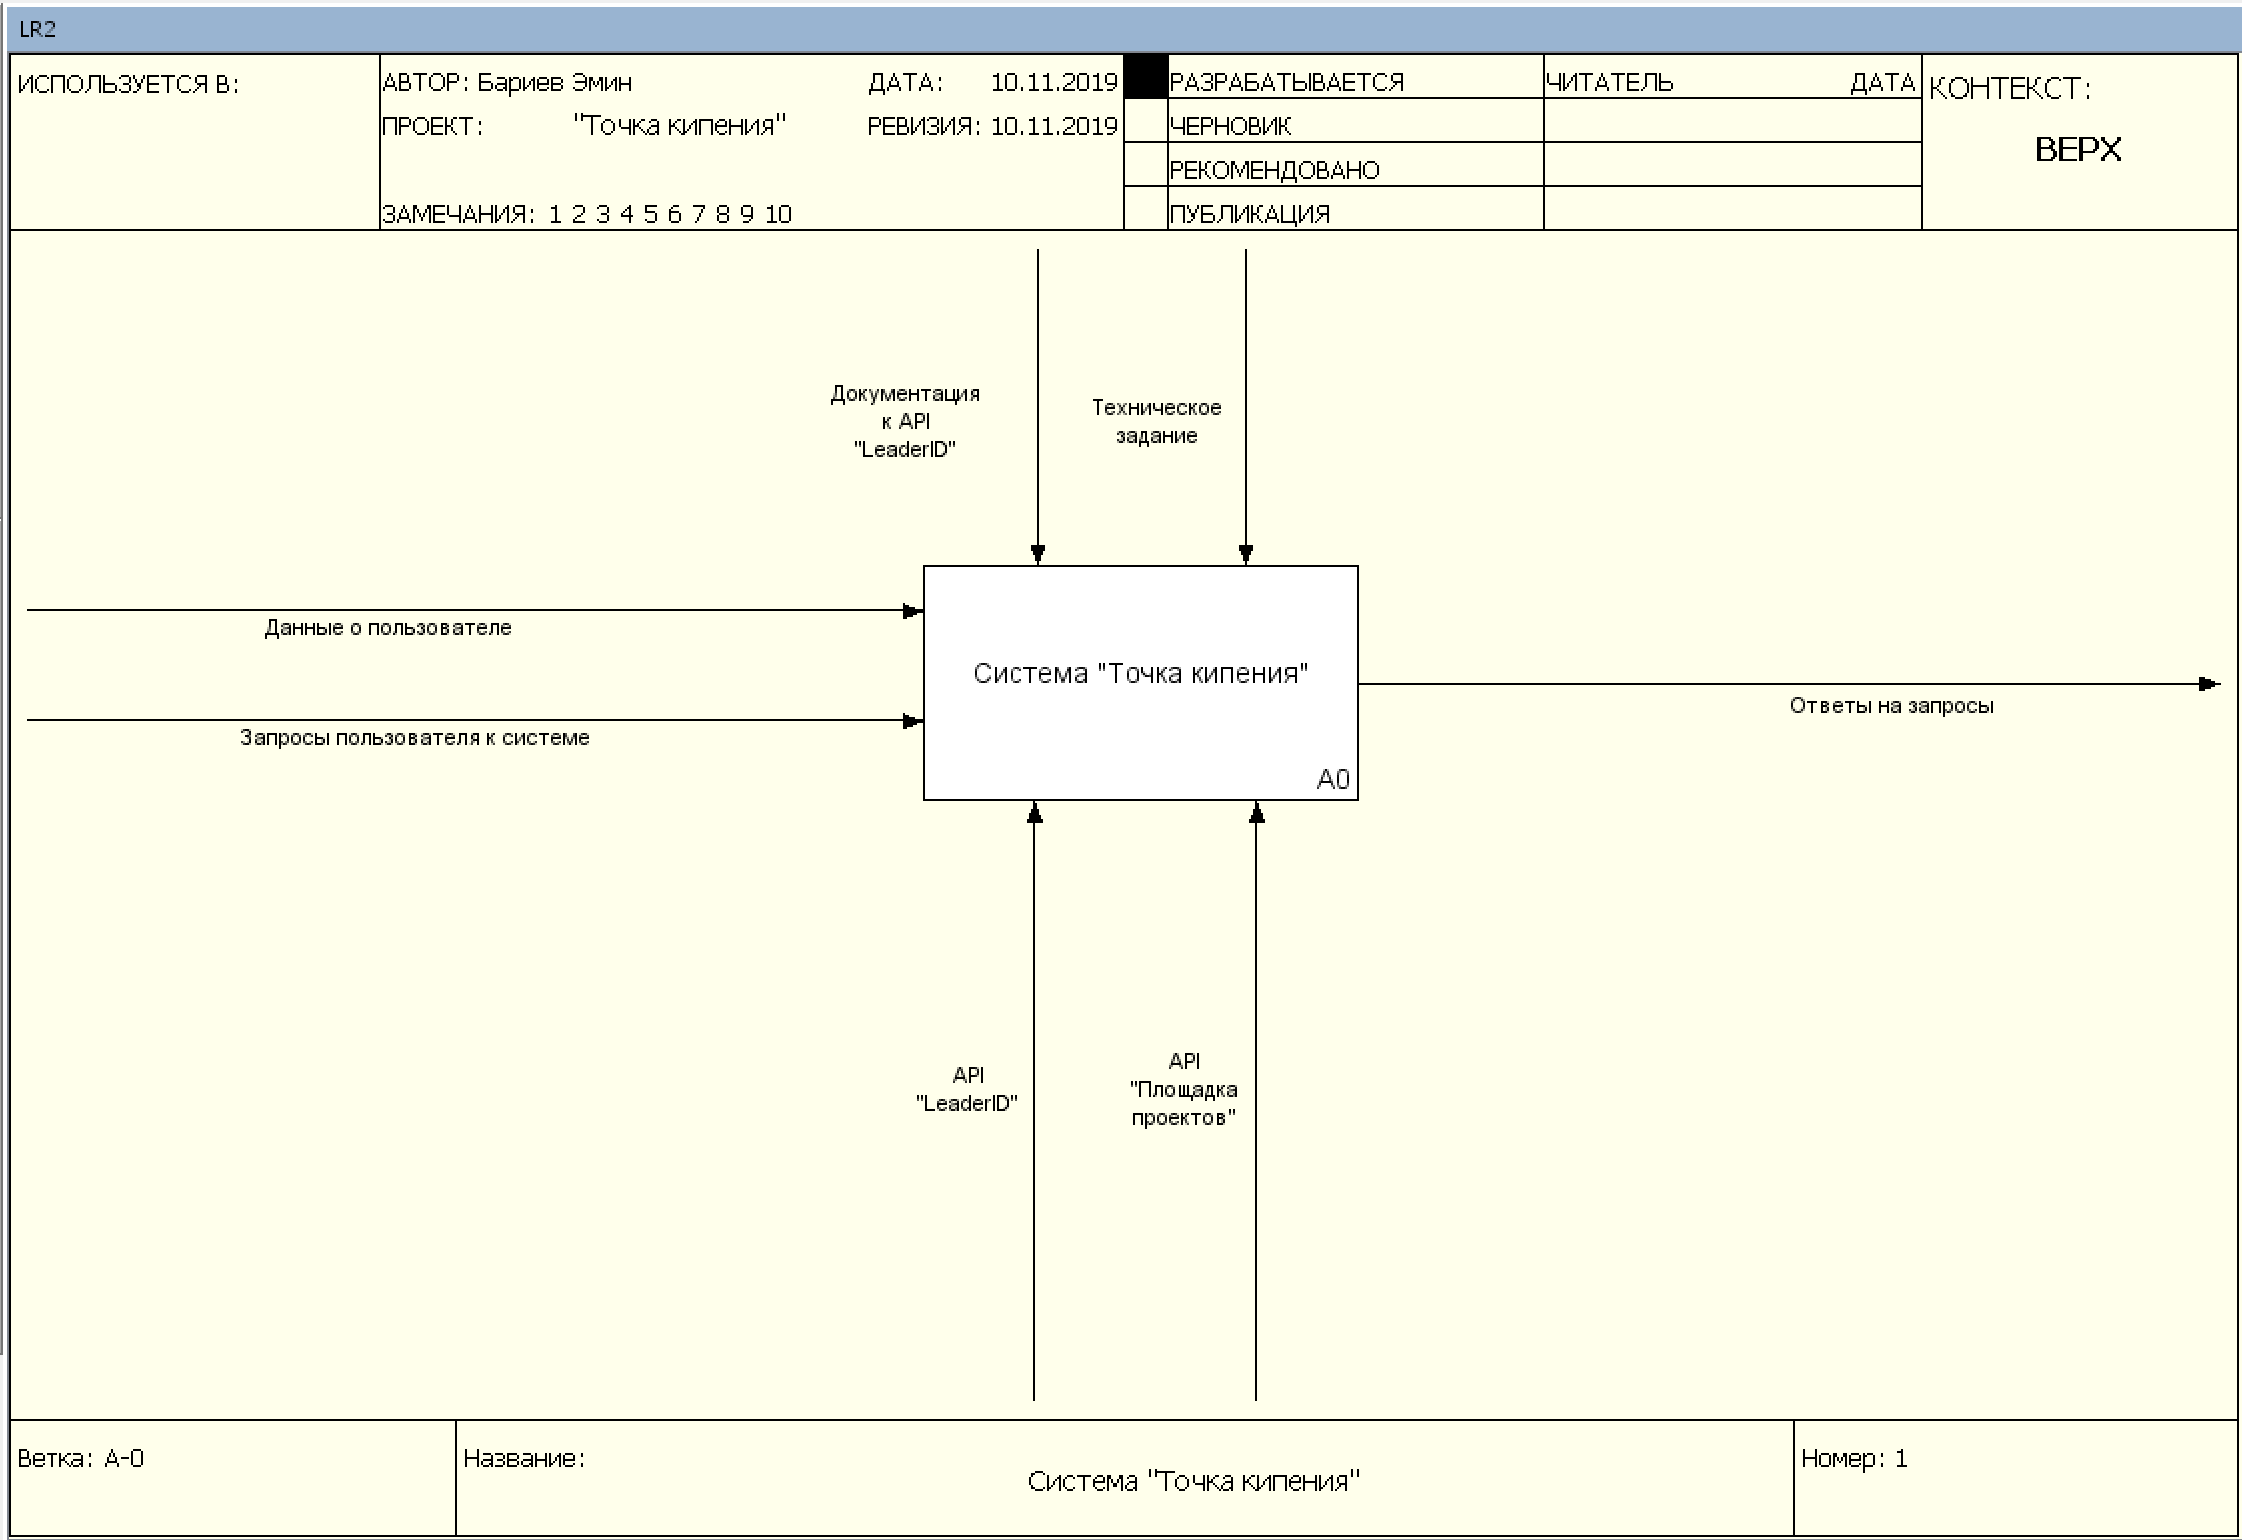 LR2
ИСПОЛЬЗУЕТСЯ В:
АВТОР: Бариев Эмин
ДАТА: 10.11.2019
ПРОЕКТ: "Точка кипения"
РЕВИЗИЯ: 10.11.2019
ЗАМЕЧАНИЯ: 1 2 3 4 5 6 7 8 9 10
РАЗРАБАТЫВАЕТСЯ
ЧЕРНОВИК
РЕКОМЕНДОВАНО
ПУБЛИКАЦИЯ
ЧИТАТЕЛЬ
ДАТА
КОНТЕКСТ:
ВЕРХ
Документация
к API
"LeaderID"
Техническое
задание
Данные о пользователе
Запросы пользователя к системе
Система "Точка кипения"
A0
Ответы на запросы
API
"LeaderID"
API
"Площадка
проектов"
Ветка: A-0
Название:
Система "Точка кипения"
Номер: 1